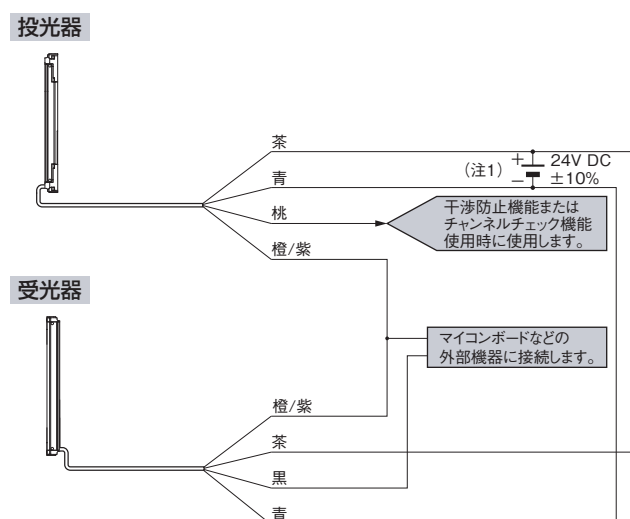 投光器
茶
(注1)
+
−
24V DC
±10%
青
桃
干渉防止機能または
チャンネルチェック機能
使用時に使用します。
橙/紫
受光器
マイコンボードなどの
外部機器に接続します。
橙/紫
茶
黒
青